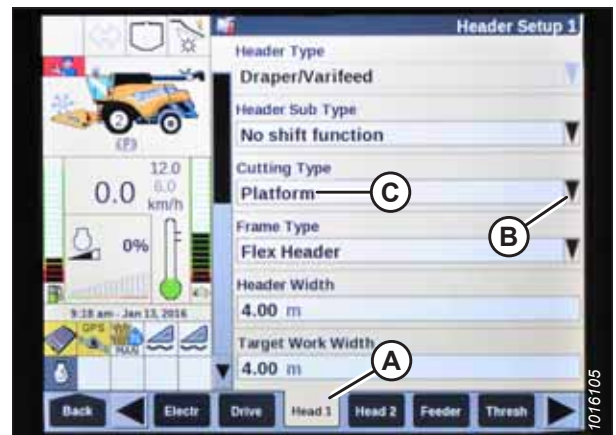 Header Setup 1
Header Type
Draper/Varifeed
Header Sub Type
No shift function
Cutting Type
Platform
C
B
Frame Type
Flex Header
Header Width
4.00 m
Target Work Width
4.00 m
A
2
(P)
12.0
6.0
0.0
km/h
0%
9:18 am - Jan 13, 2016
GPS
MAN
Back
Electr
Drive
Head 1
Head 2
Feeder
Thresh
1016105